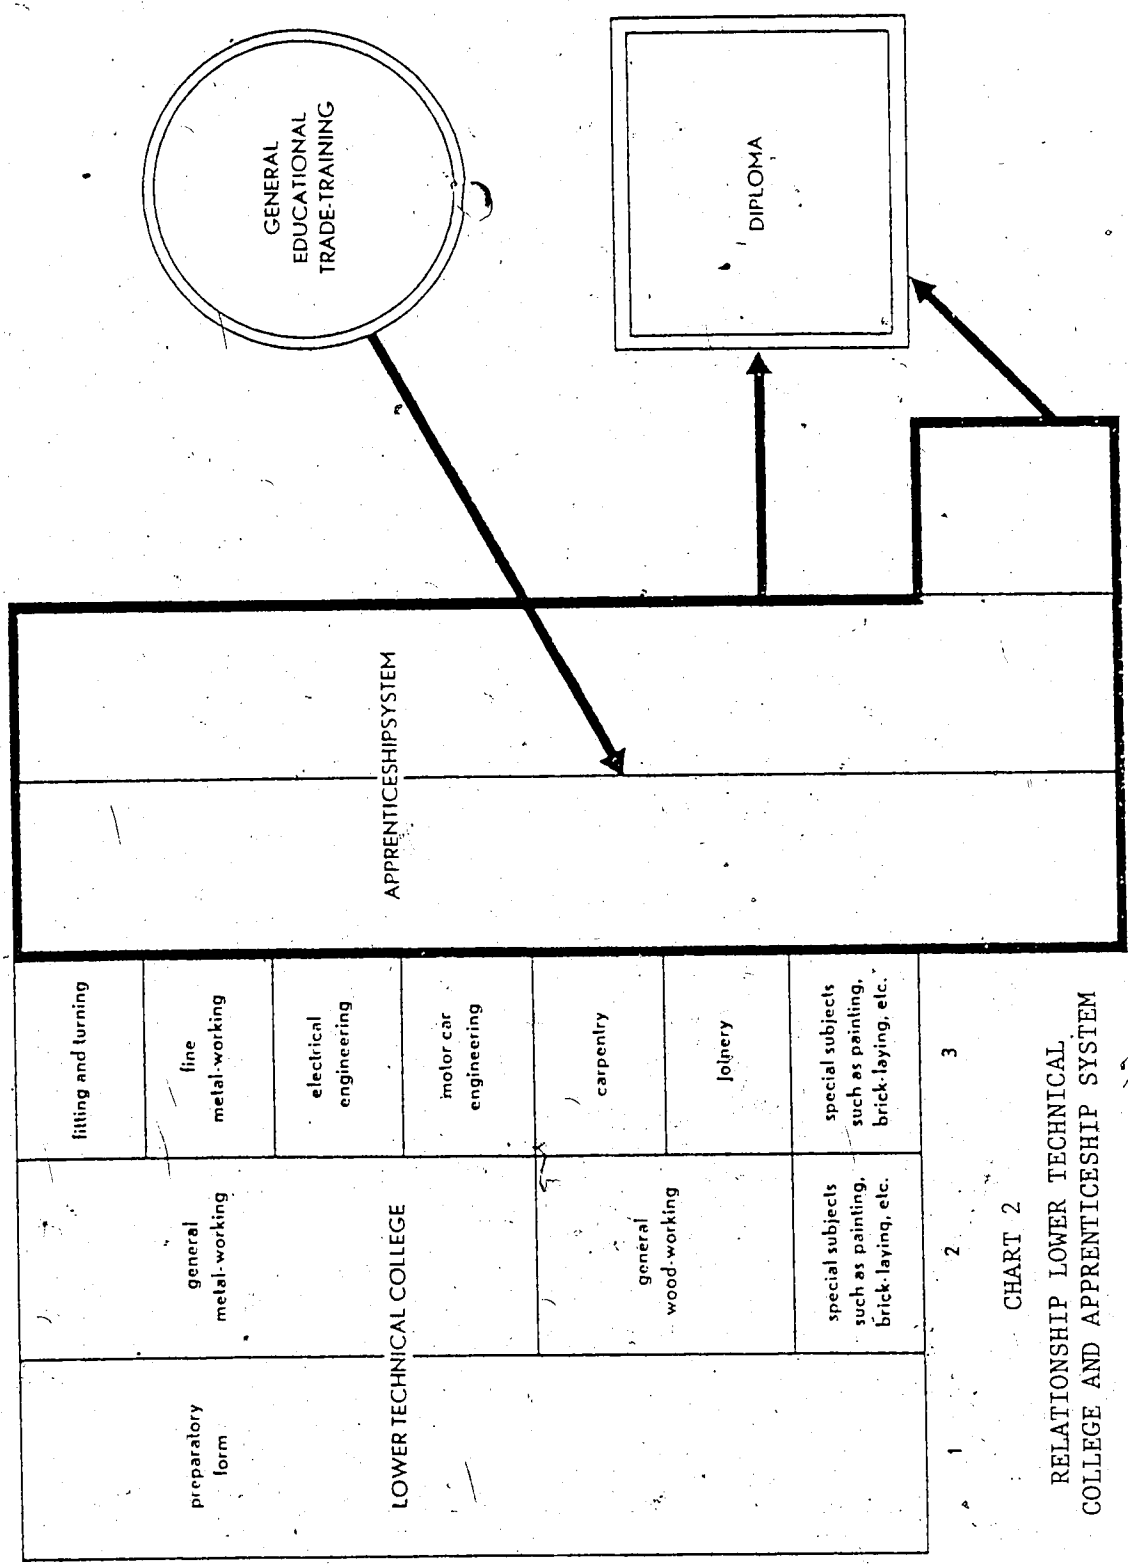 GENERAL
EDUCATIONAL
TRADE-TRAINING
DIPLOMA
APPRENTICESHIPSYSTEM
fitting and turning
fine
metal-working
electrical
engineering
motor car
engineering
carpentry
joinery
special subjects
such as painting,
brick-laying, etc.
general
metal-working
general
wood-working
special subjects
such as painting,
brick-laying, etc.
LOWER TECHNICAL COLLEGE
preparatory
form
1
2
3
CHART 2
RELATIONSHIP LOWER TECHNICAL
COLLEGE AND APPRENTICESHIP SYSTEM